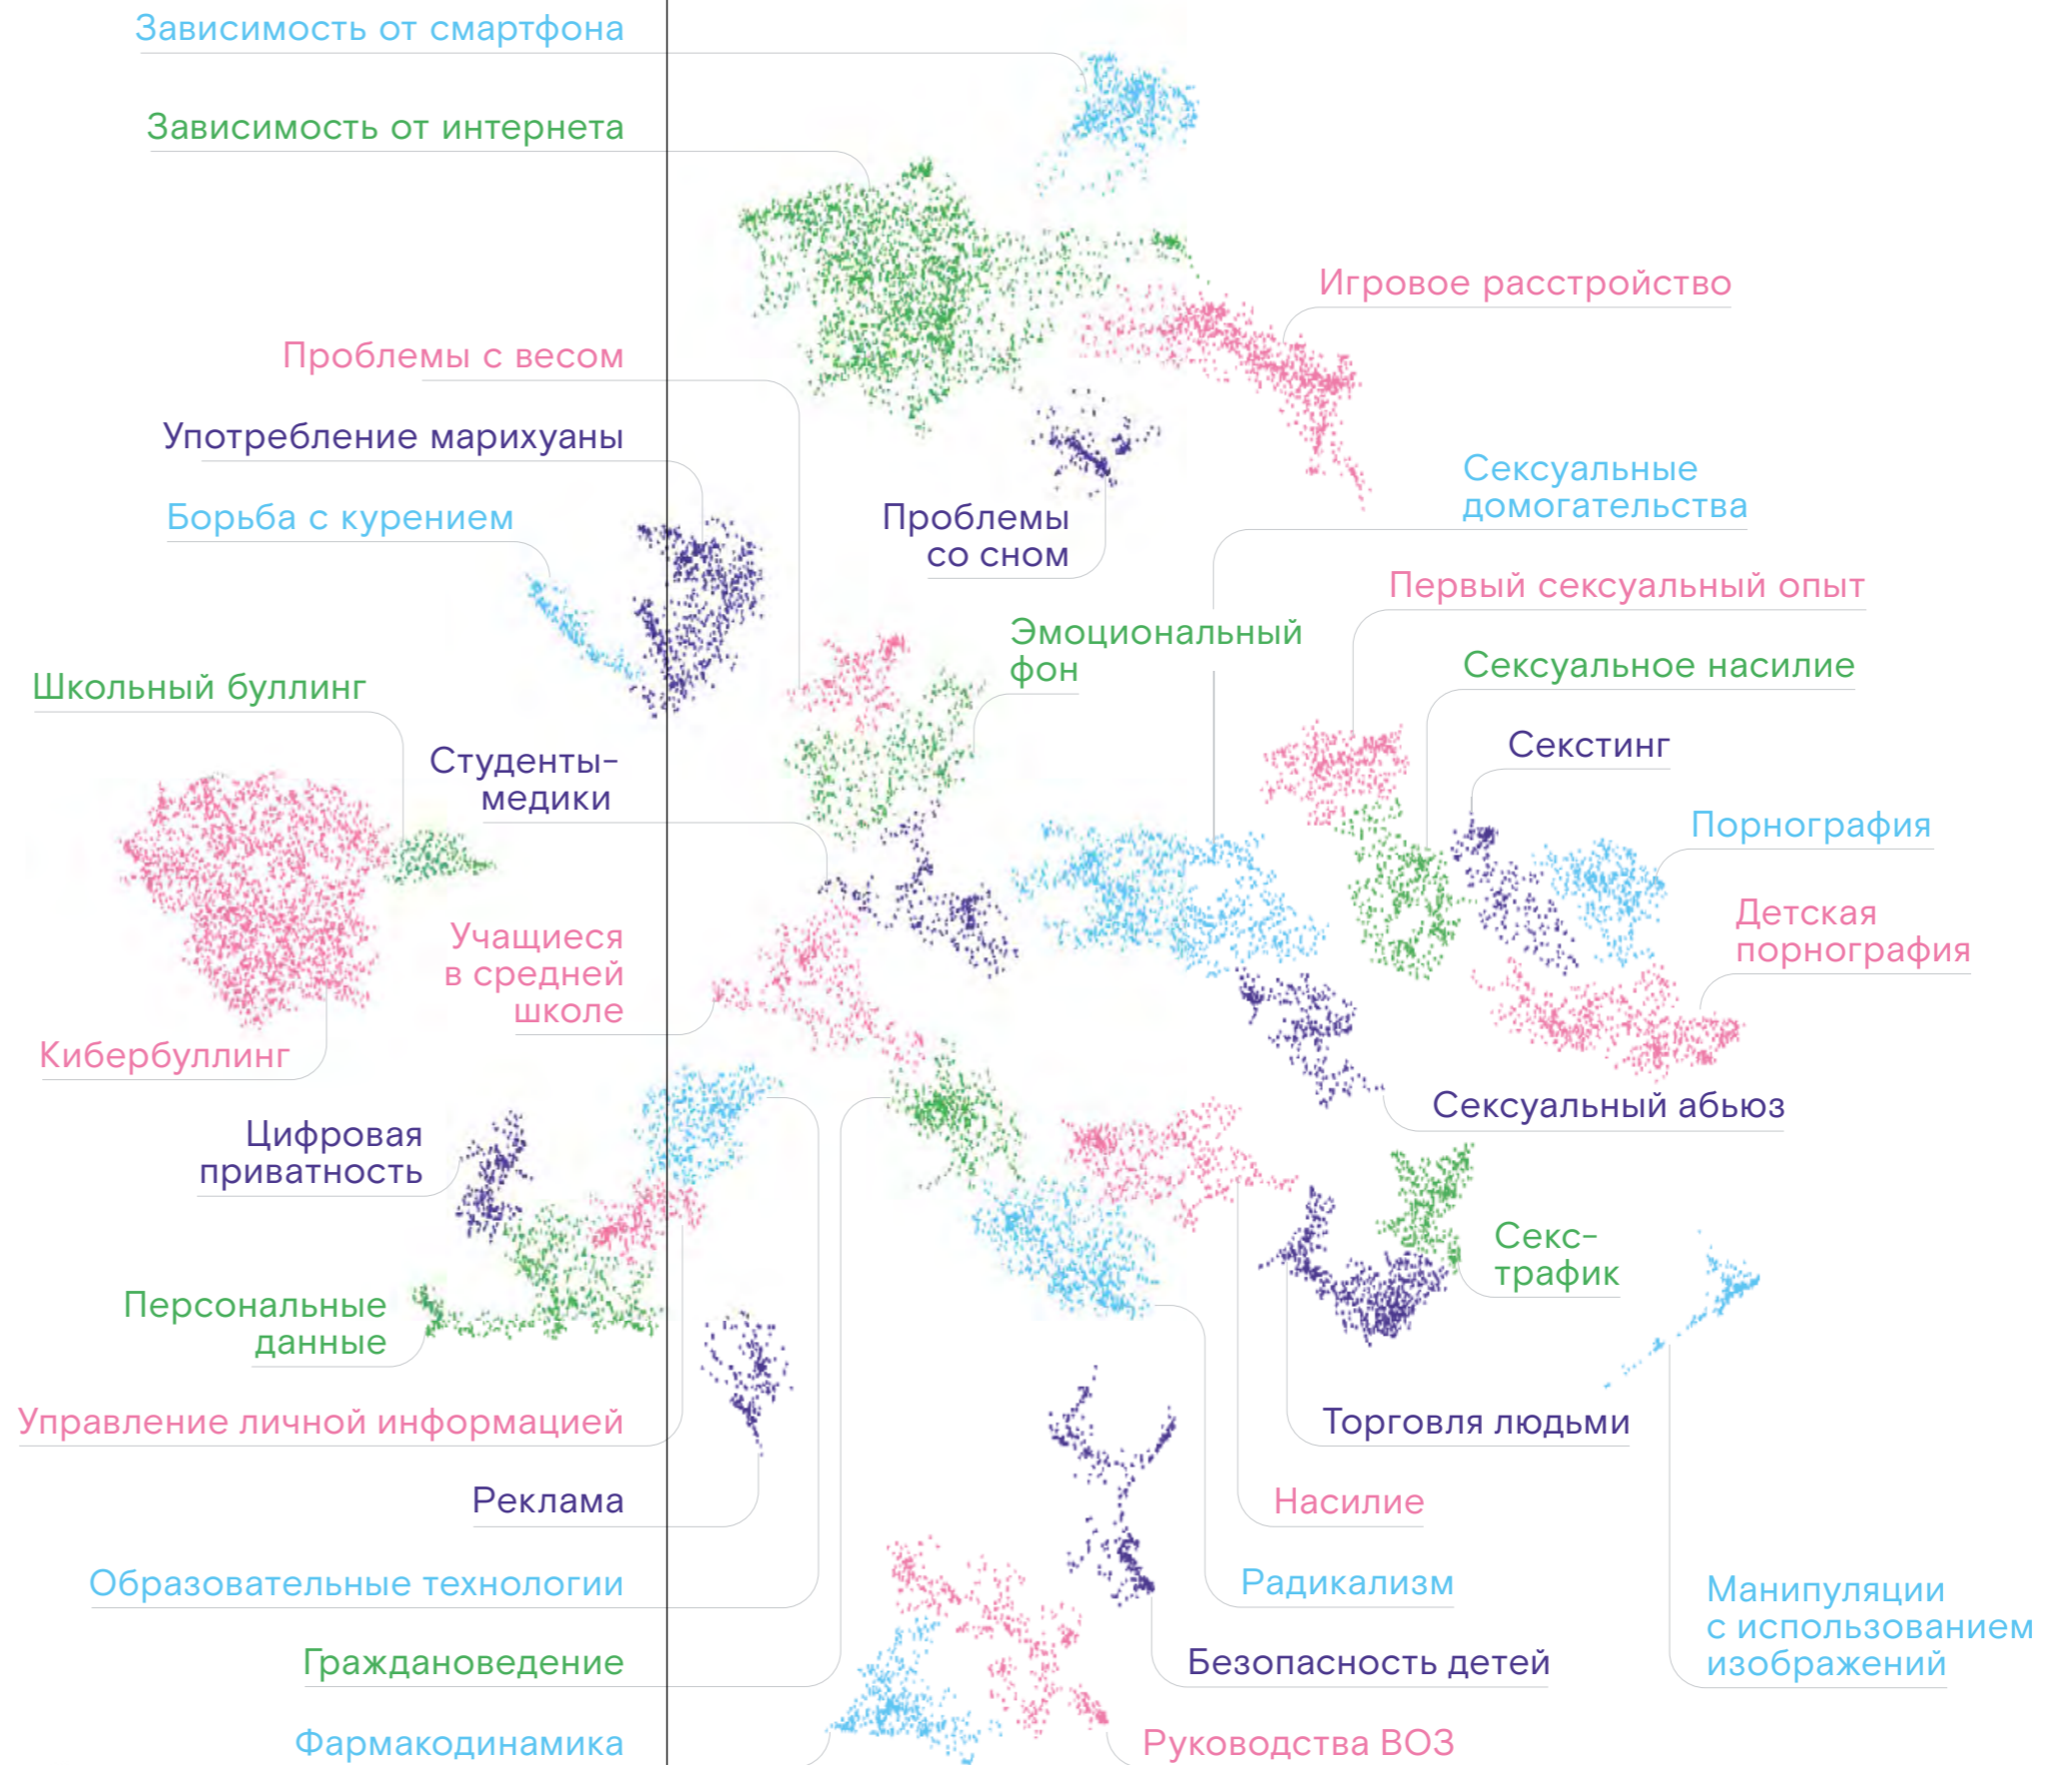 Зависимость от смартфона
Зависимость от интернета
Игровое расстройство
Проблемы с весом
Употребление марихуаны
Борьба с курением
Проблемы
со сном
Сексуальные
домогательства
Первый сексуальный опыт
Эмоциональный
фон
Сексуальное насилие
Школьный буллинг
Студенты-
медики
Секстинг
Порнография
Детская
порнография
Учащиеся
в средней
школе
Кибербуллинг
Сексуальный абьюз
Цифровая
приватность
Секс-
трафик
Персональные
данные
Управление личной информацией
Торговля людьми
Реклама
Насилие
Образовательные технологии
Радикализм
Манипуляции
с использованием
изображений
Граждановедение
Безопасность детей
Фармакодинамика
Руководства ВОЗ